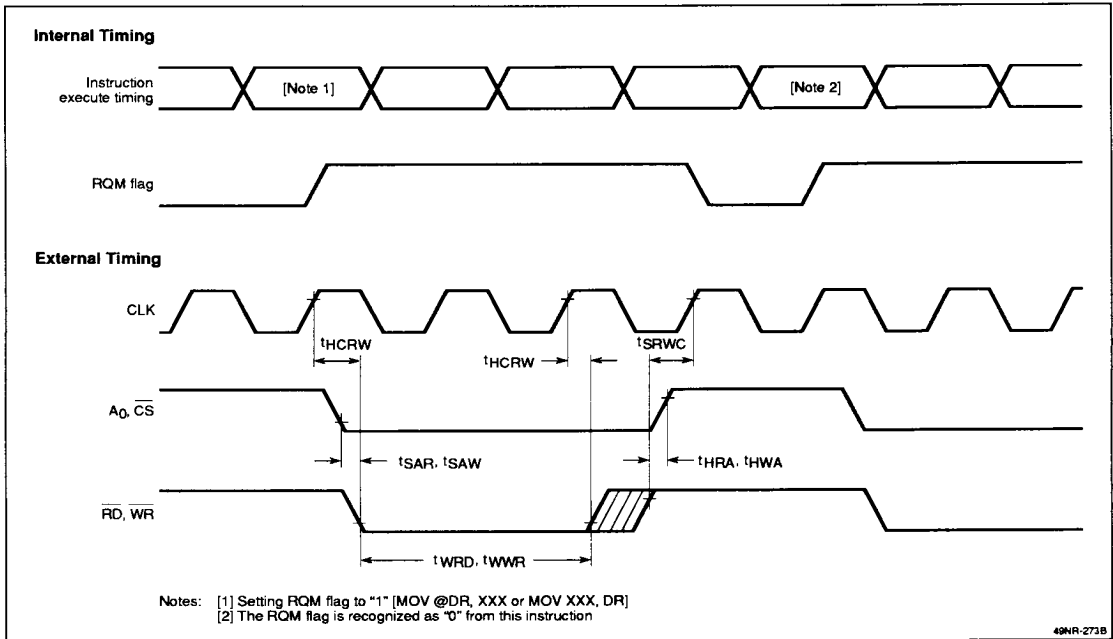 Internal Timing
Instruction
execute timing
[Note 1]
[Note 2]
RQM flag
External Timing
CLK
tHCRW
tHCRW
tSRWC
A0, CS
tSAR, tSAW
tHRA, tHWA
RD, WR
tWRD, tWWR
Notes: [1] Setting RQM flag to "1" [MOV @DR, XXX or MOV XXX, DR]
[2] The RQM flag is recognized as "0" from this instruction
49NR-273B